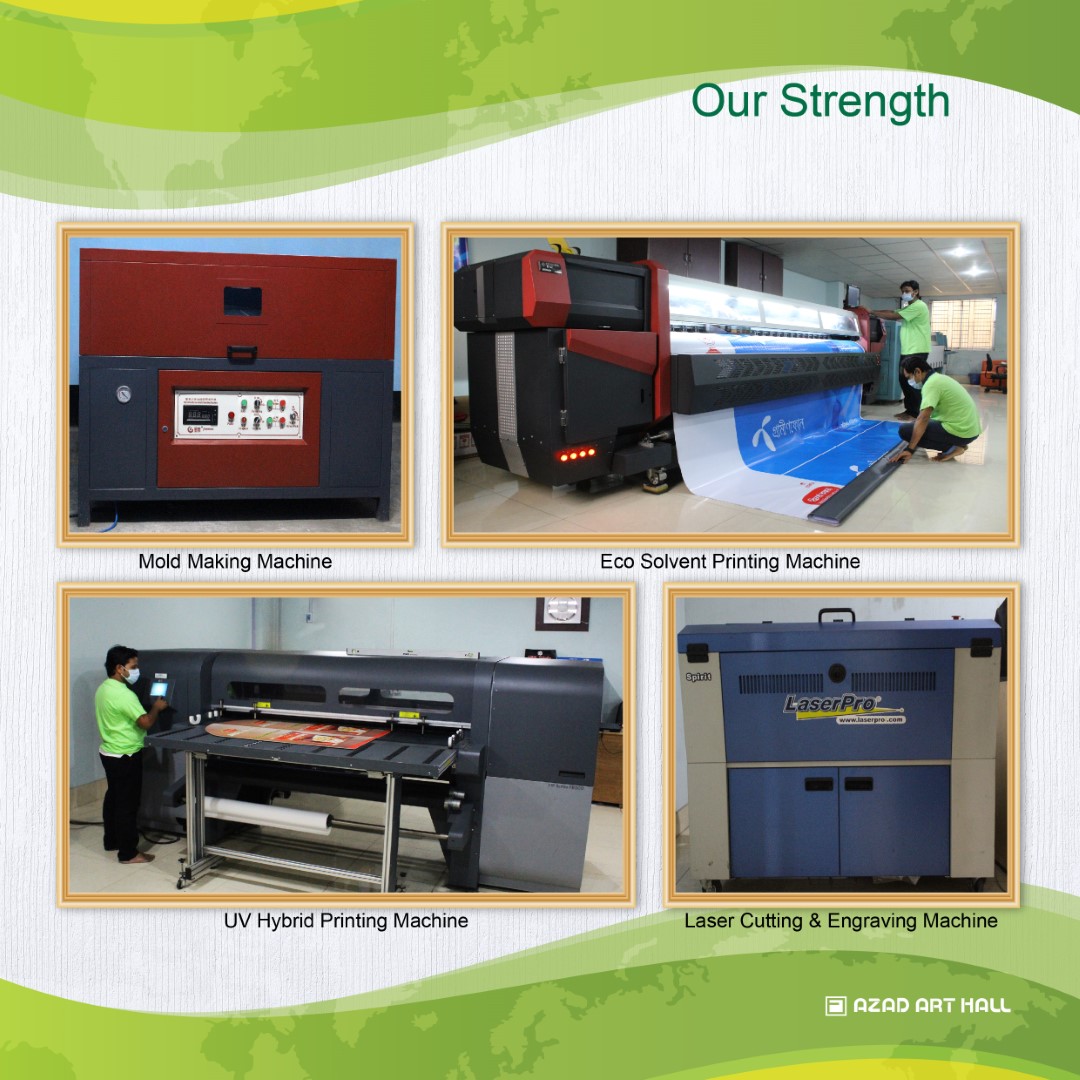 Our Strength
গ্রামীণফোন
Mold Making Machine
Eco Solvent Printing Machine
Spirit
LaserPro
www.laserpro.com
UV Hybrid Printing Machine
Laser Cutting & Engraving Machine
AZAD ART HALL